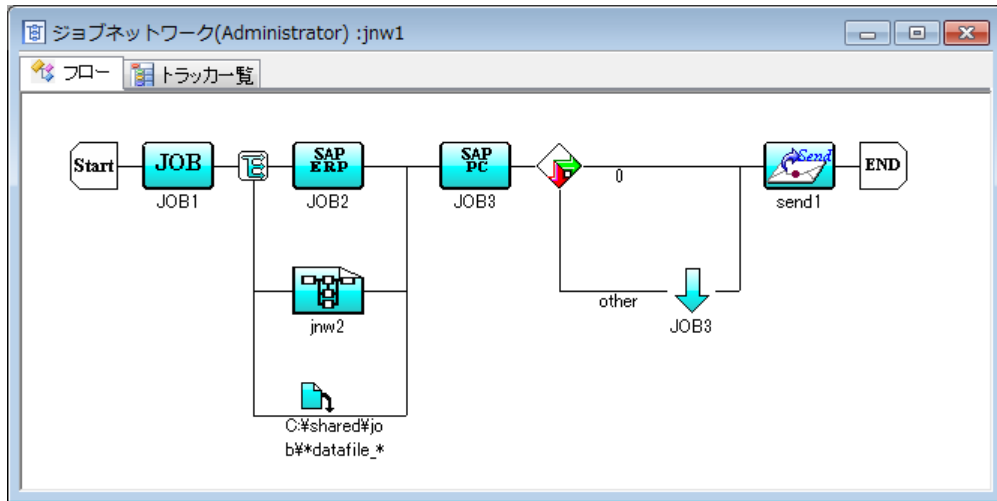 ジョブネットワーク(Administrator) :jnw1
フロー
トラッカー覧
Start
JOB
JOB1
SAP
ERP
JOB2
SAP
PC
JOB3
0
Send
send1
END
jnw2
other
JOB3
C:¥shared¥jo
b¥*datafile_*